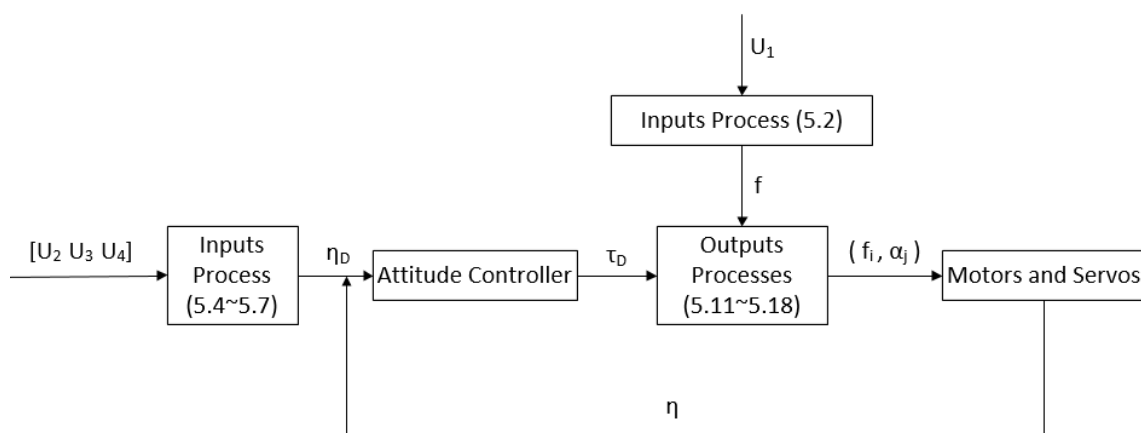 U₁
Inputs Process (5.2)
f
[U₂ U₃ U₄]
Inputs
Process
(5.4~5.7)
η_D
Attitude Controller
τ_D
Outputs
Processes
(5.11~5.18)
( fᵢ , αⱼ )
Motors and Servos
η